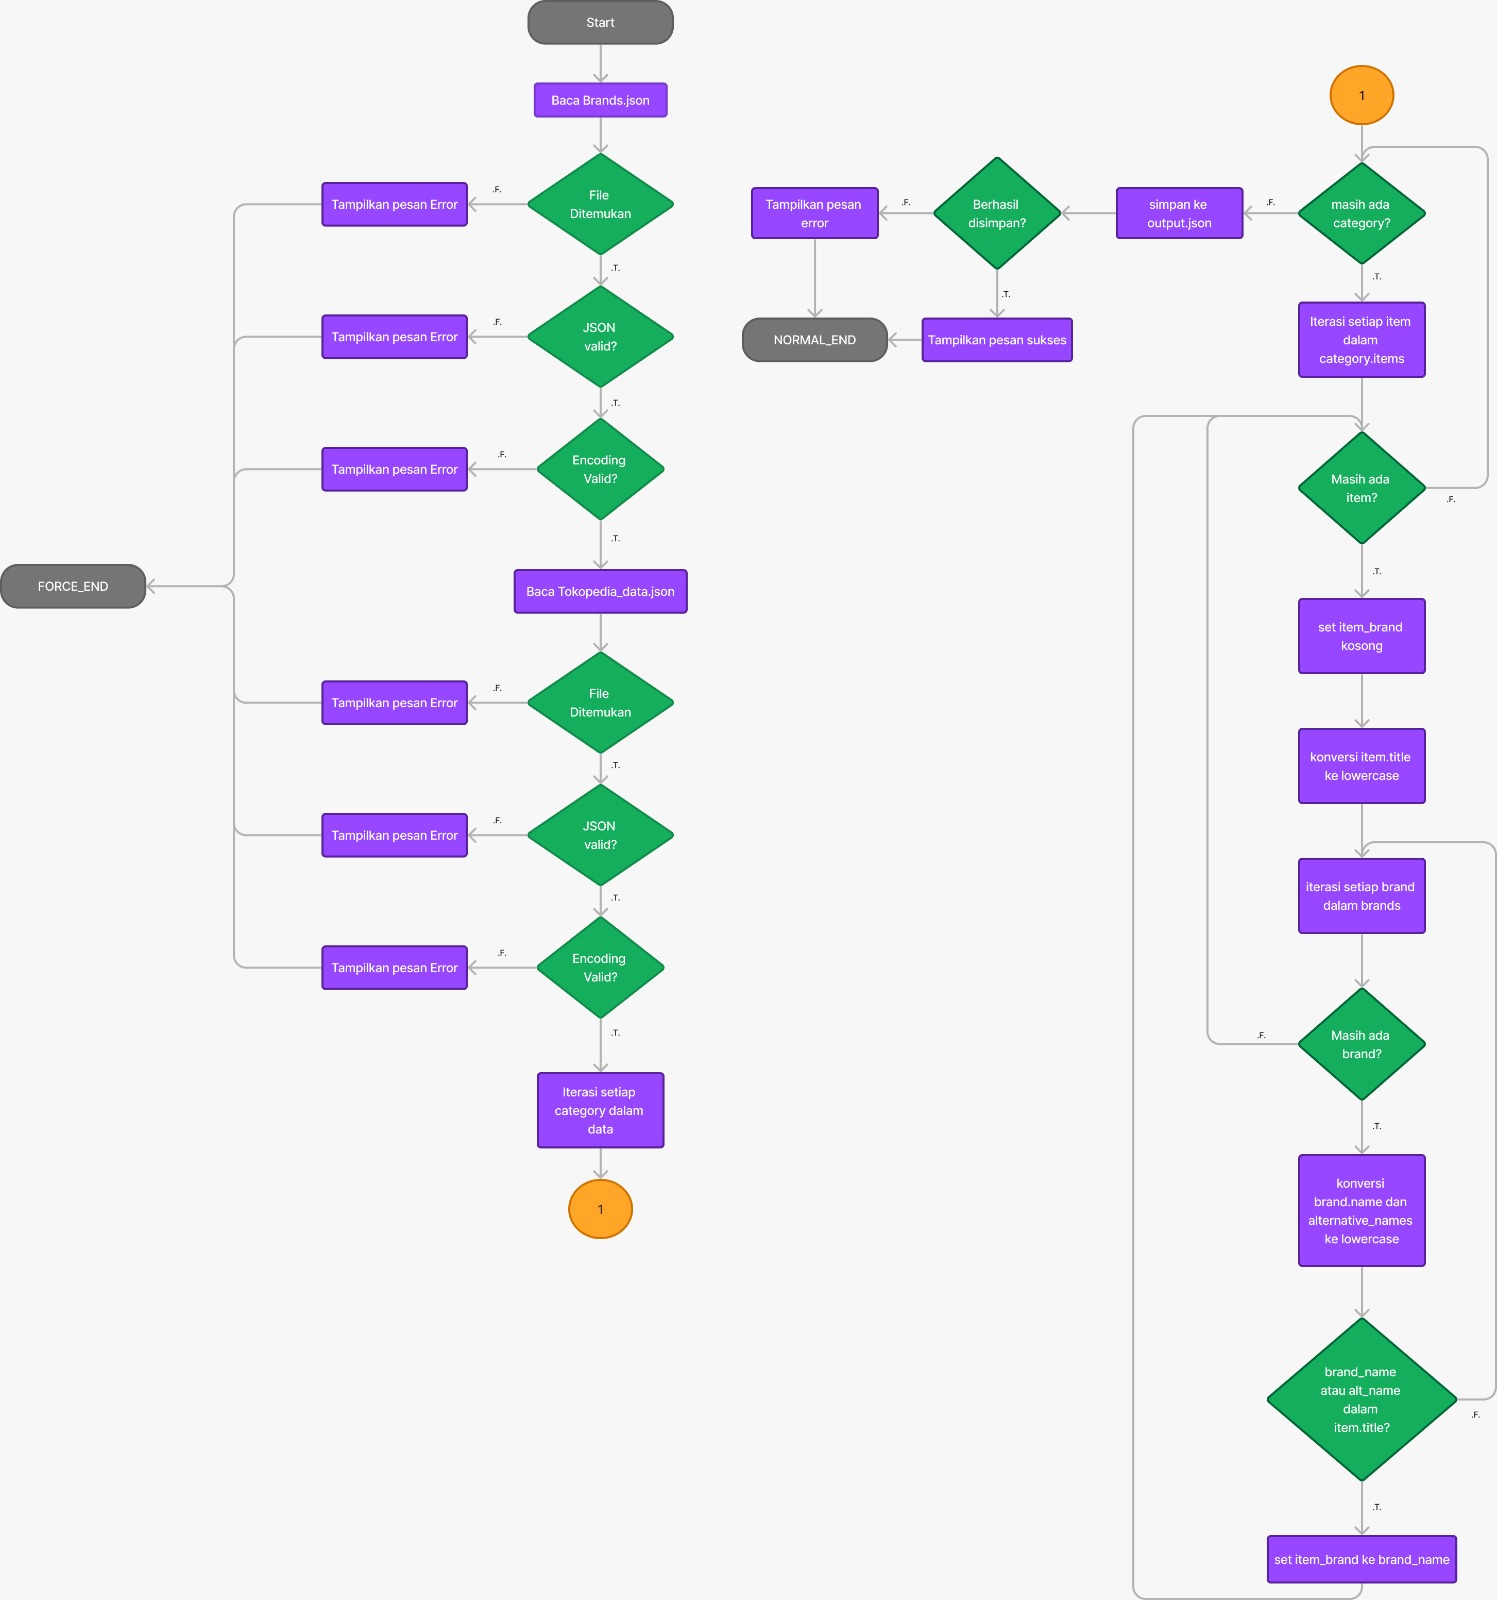 Start
Baca Brands.json
File
Ditemukan
.F.
Tampilkan pesan Error
.T.
JSON
valid?
.F.
Tampilkan pesan Error
.T.
Encoding
Valid?
.F.
Tampilkan pesan Error
.T.
FORCE_END
Baca Tokopedia_data.json
File
Ditemukan
.F.
Tampilkan pesan Error
.T.
JSON
valid?
.F.
Tampilkan pesan Error
.T.
Encoding
Valid?
.F.
Tampilkan pesan Error
.T.
Iterasi setiap
category dalam
data
1
1
masih ada
category?
.F.
simpan ke
output.json
Berhasil
disimpan?
.F.
Tampilkan pesan
error
.T.
Tampilkan pesan sukses
NORMAL_END
.T.
Iterasi setiap item
dalam
category.items
Masih ada
item?
.F.
.T.
set item_brand
kosong
konversi item.title
ke lowercase
iterasi setiap brand
dalam brands
Masih ada
brand?
.F.
.T.
konversi
brand.name dan
alternative_names
ke lowercase
brand_name
atau alt_name
dalam
item.title?
.F.
.T.
set item_brand ke brand_name